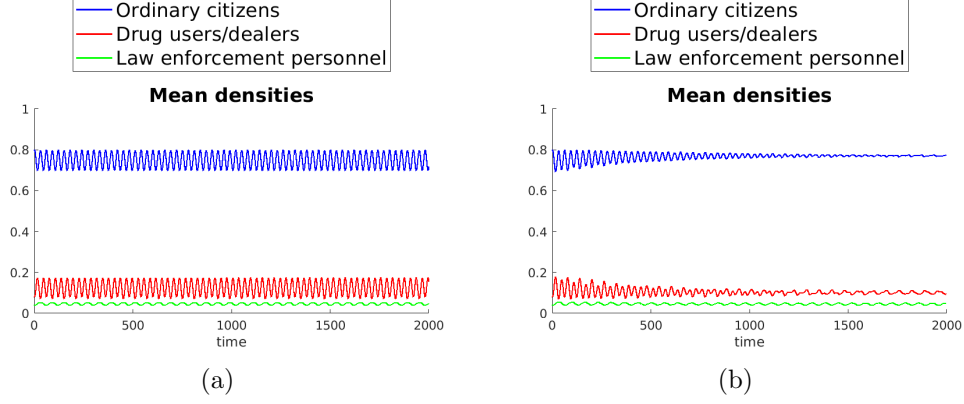 Ordinary citizens
Drug users/dealers
Law enforcement personnel
Mean densities
1
0.8
0.6
0.4
0.2
0
0 500 1000 1500 2000
time
(a)
Ordinary citizens
Drug users/dealers
Law enforcement personnel
Mean densities
1
0.8
0.6
0.4
0.2
0
0 500 1000 1500 2000
time
(b)